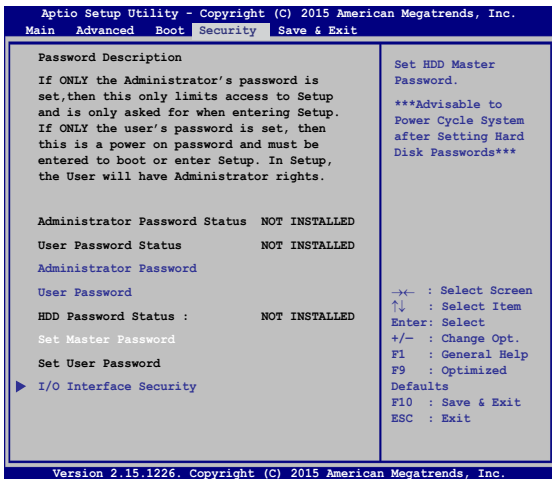 Aptio Setup Utility - Copyright (C) 2015 American Megatrends, Inc.
Main Advanced Boot Security Save & Exit
Password Description
If ONLY the Administrator's password is
set,then this only limits access to Setup
and is only asked for when entering Setup.
If ONLY the user's password is set, then
this is a power on password and must be
entered to boot or enter Setup. In Setup,
the User will have Administrator rights.
Administrator Password Status NOT INSTALLED
User Password Status NOT INSTALLED
Administrator Password
User Password
HDD Password Status : NOT INSTALLED
Set Master Password
Set User Password
I/O Interface Security
Set HDD Master
Password.
***Advisable to
Power Cycle System
after Setting Hard
Disk Passwords***
→← : Select Screen
↑↓ : Select Item
Enter: Select
+/— : Change Opt.
F1 : General Help
F9 : Optimized
Defaults
F10 : Save & Exit
ESC : Exit
Version 2.15.1226. Copyright (C) 2015 American Megatrends, Inc.